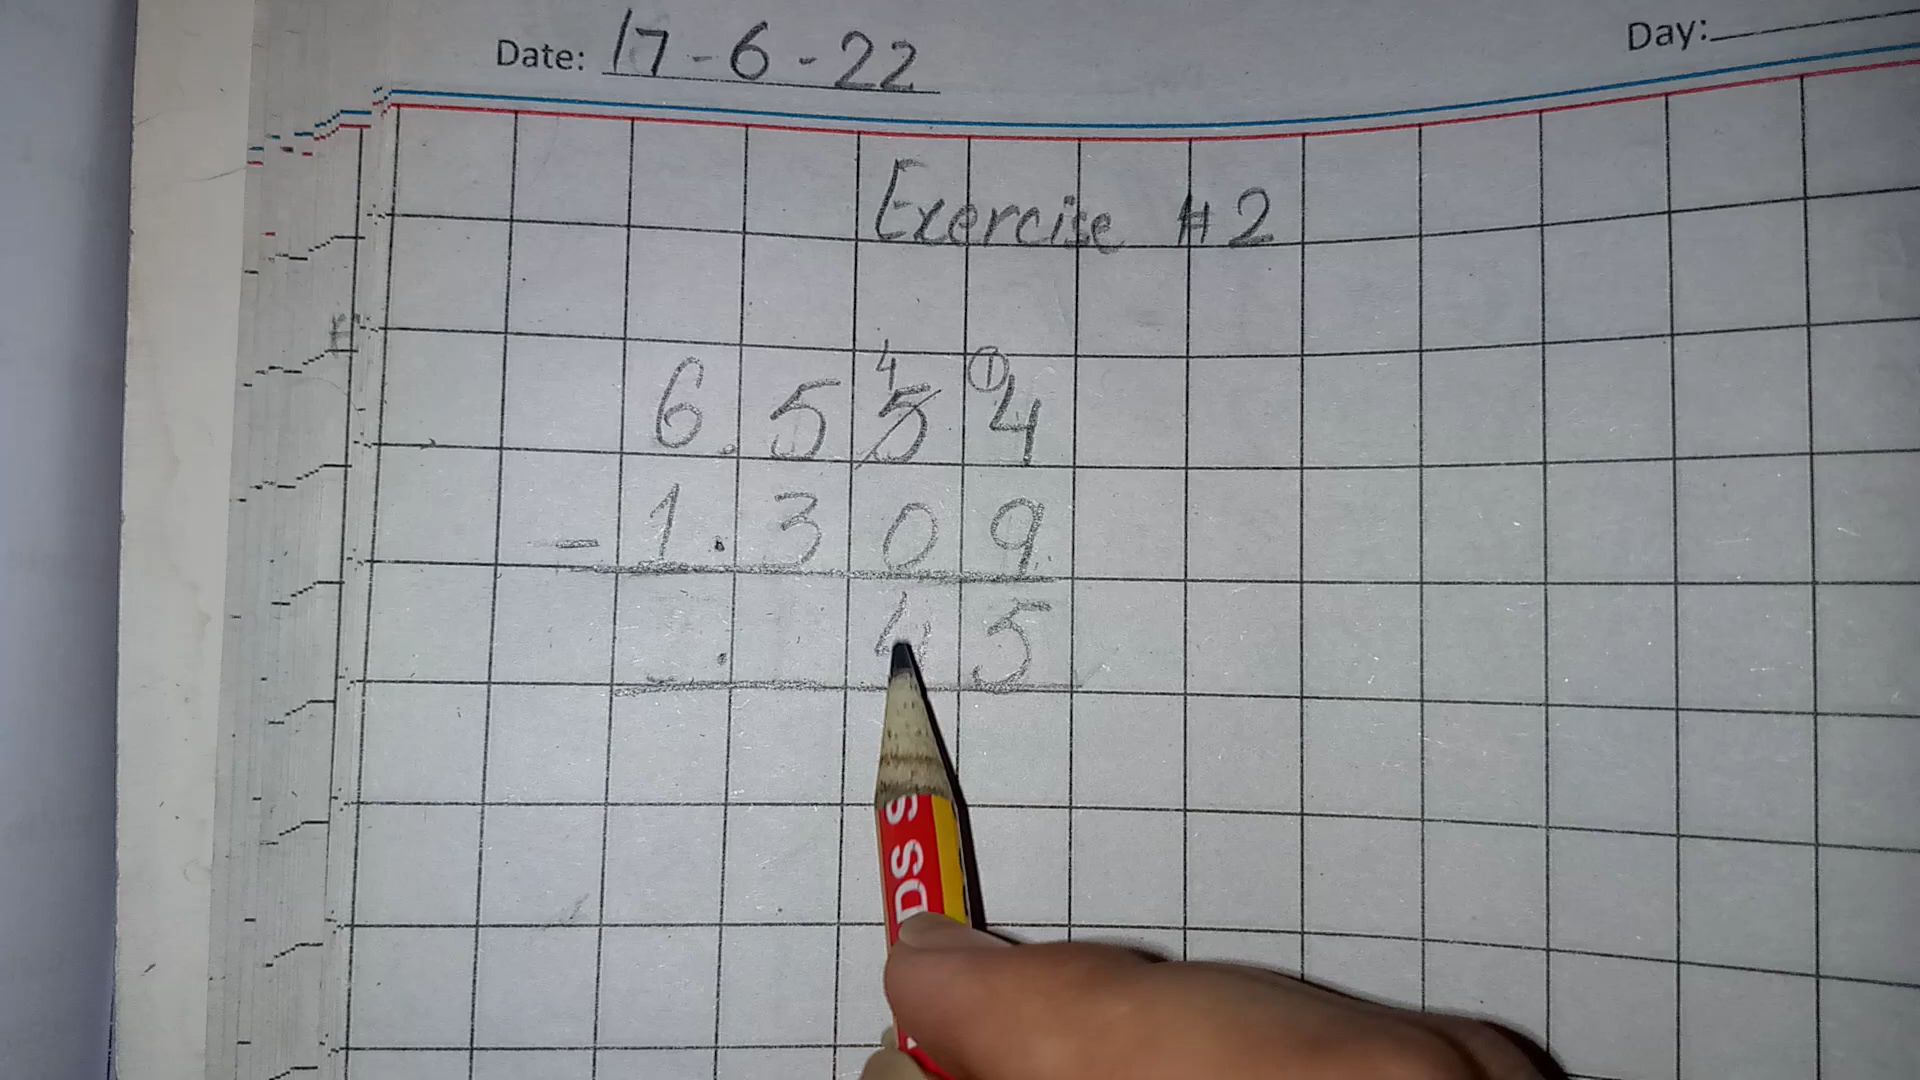 Date: 17-6-22
Day:
Exercise #2
4 1
6.554
-1.309
. 45
DS S